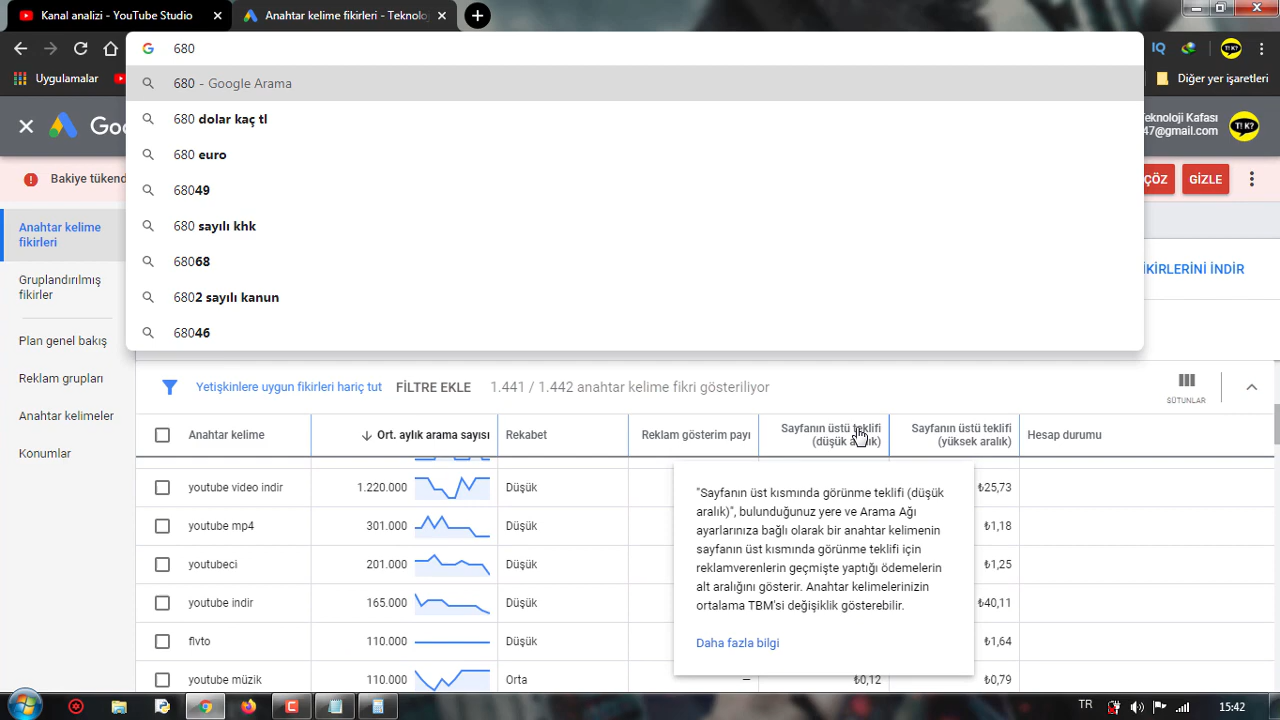 Kanal analizi - YouTube Studio
Anahtar kelime fikirleri - Teknoloj
680
IQ
T! K?
680 - Google Arama
Uygulamalar
Diğer yer işaretleri
680 dolar kaç tl
Goo
Teknoloji Kafası
47@gmail.com
T! K?
680 euro
Bakiye tükend
ÇÖZ
GİZLE
68049
Anahtar kelime
fikirleri
680 sayılı khk
68068
KİRLERİNİ İNDİR
Gruplandırılmış
fikirler
6802 sayılı kanun
68046
Plan genel bakış
Reklam grupları
Anahtar kelimeler
Konumlar
Yetişkinlere uygun fikirleri hariç tut
FİLTRE EKLE
1.441 / 1.442 anahtar kelime fikri gösteriliyor
SÜTUNLAR
Anahtar kelime
Ort. aylık arama sayısı
Rekabet
Reklam gösterim payı
Sayfanın üstü teklifi
(düşük aralık)
Sayfanın üstü teklifi
(yüksek aralık)
Hesap durumu
youtube video indir 1.220.000 Düşük ₺25,73
youtube mp4 301.000 Düşük ₺1,18
youtubeci 201.000 Düşük ₺1,25
youtube indir 165.000 Düşük ₺40,11
flvto 110.000 Düşük ₺1,64
youtube müzik 110.000 Orta – ₺0,12 ₺0,79
"Sayfanın üst kısmında görünme teklifi (düşük
aralık)", bulunduğunuz yere ve Arama Ağı
ayarlarınıza bağlı olarak bir anahtar kelimenin
sayfanın üst kısmında görünme teklifi için
reklamverenlerin geçmişte yaptığı ödemelerin
alt aralığını gösterir. Anahtar kelimelerinizin
ortalama TBM'si değişiklik gösterebilir.
Daha fazla bilgi
TR
15:42